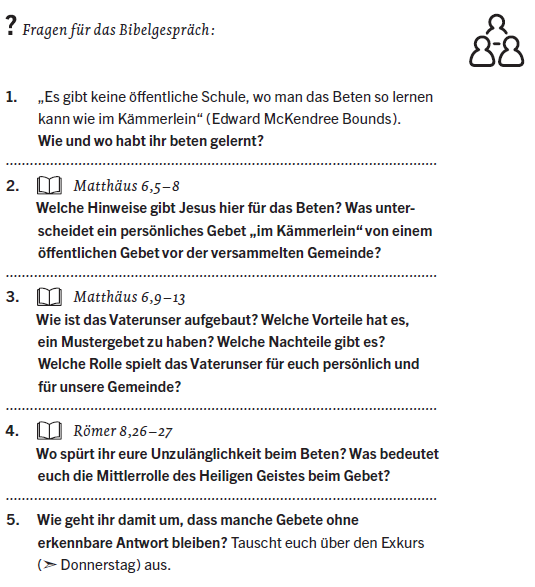 ? Fragen für das Bibelgespräch:
1. „Es gibt keine öffentliche Schule, wo man das Beten so lernen
kann wie im Kämmerlein“ (Edward McKendree Bounds).
Wie und wo habt ihr beten gelernt?
2. Matthäus 6,5–8
Welche Hinweise gibt Jesus hier für das Beten? Was unter-
scheidet ein persönliches Gebet „im Kämmerlein“ von einem
öffentlichen Gebet vor der versammelten Gemeinde?
3. Matthäus 6,9–13
Wie ist das Vaterunser aufgebaut? Welche Vorteile hat es,
ein Mustergebet zu haben? Welche Nachteile gibt es?
Welche Rolle spielt das Vaterunser für euch persönlich und
für unsere Gemeinde?
4. Römer 8,26–27
Wo spürt ihr eure Unzulänglichkeit beim Beten? Was bedeutet
euch die Mittlerrolle des Heiligen Geistes beim Gebet?
5. Wie geht ihr damit um, dass manche Gebete ohne
erkennbare Antwort bleiben? Tauscht euch über den Exkurs
(➣ Donnerstag) aus.